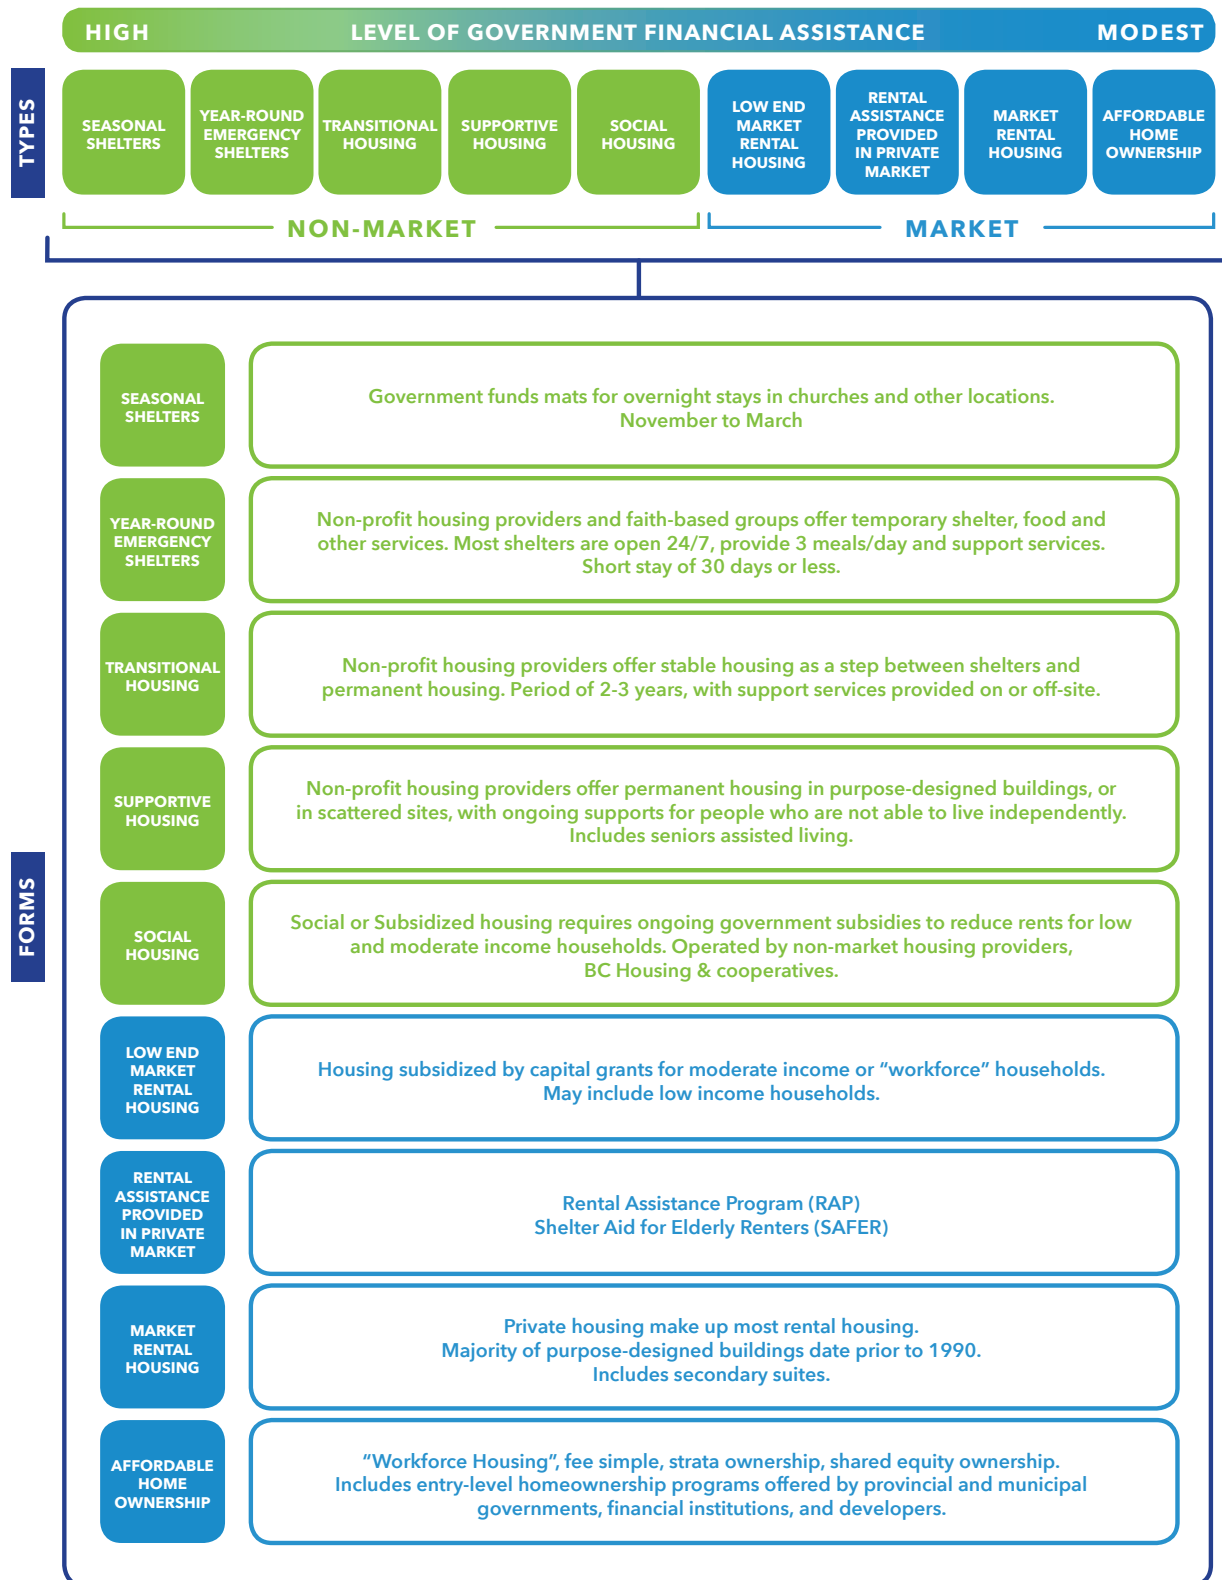 HIGH LEVEL OF GOVERNMENT FINANCIAL ASSISTANCE MODEST
TYPES
SEASONAL
SHELTERS
YEAR-ROUND
EMERGENCY
SHELTERS
TRANSITIONAL
HOUSING
SUPPORTIVE
HOUSING
SOCIAL
HOUSING
LOW END
MARKET
RENTAL
HOUSING
RENTAL
ASSISTANCE
PROVIDED
IN PRIVATE
MARKET
MARKET
RENTAL
HOUSING
AFFORDABLE
HOME
OWNERSHIP
NON-MARKET
MARKET
FORMS
SEASONAL
SHELTERS
Government funds mats for overnight stays in churches and other locations.
November to March
YEAR-ROUND
EMERGENCY
SHELTERS
Non-profit housing providers and faith-based groups offer temporary shelter, food and
other services. Most shelters are open 24/7, provide 3 meals/day and support services.
Short stay of 30 days or less.
TRANSITIONAL
HOUSING
Non-profit housing providers offer stable housing as a step between shelters and
permanent housing. Period of 2-3 years, with support services provided on or off-site.
SUPPORTIVE
HOUSING
Non-profit housing providers offer permanent housing in purpose-designed buildings, or
in scattered sites, with ongoing supports for people who are not able to live independently.
Includes seniors assisted living.
SOCIAL
HOUSING
Social or Subsidized housing requires ongoing government subsidies to reduce rents for low
and moderate income households. Operated by non-market housing providers,
BC Housing & cooperatives.
LOW END
MARKET
RENTAL
HOUSING
Housing subsidized by capital grants for moderate income or “workforce” households.
May include low income households.
RENTAL
ASSISTANCE
PROVIDED
IN PRIVATE
MARKET
Rental Assistance Program (RAP)
Shelter Aid for Elderly Renters (SAFER)
MARKET
RENTAL
HOUSING
Private housing make up most rental housing.
Majority of purpose-designed buildings date prior to 1990.
Includes secondary suites.
AFFORDABLE
HOME
OWNERSHIP
“Workforce Housing”, fee simple, strata ownership, shared equity ownership.
Includes entry-level homeownership programs offered by provincial and municipal
governments, financial institutions, and developers.